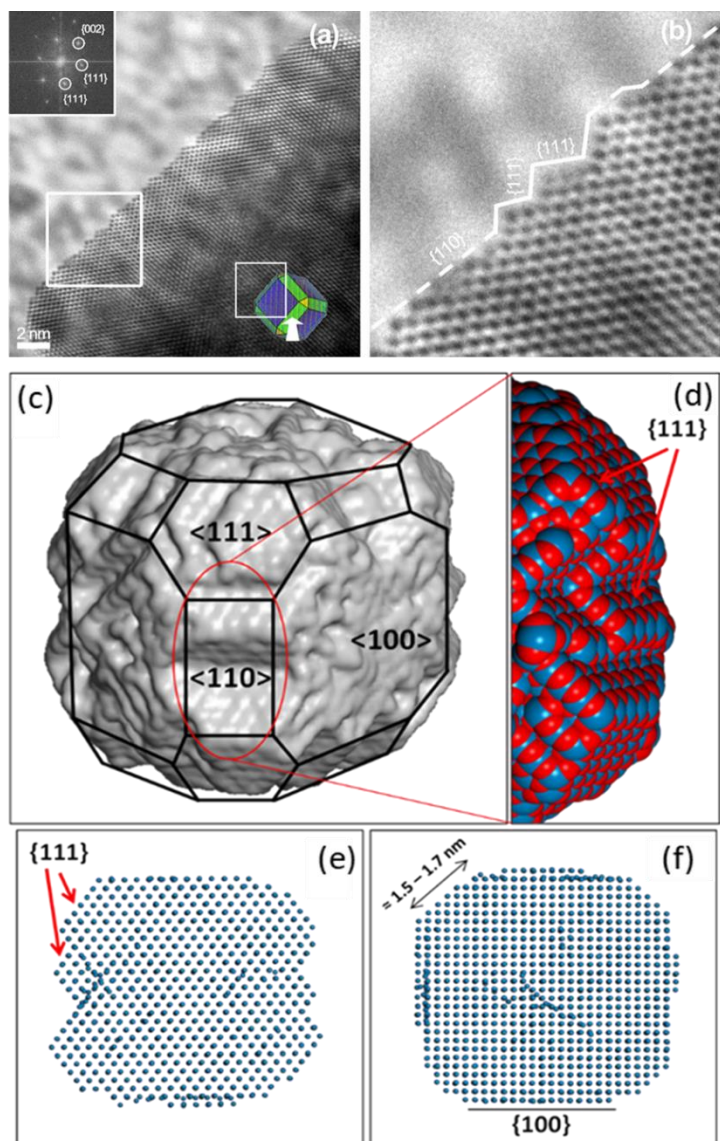 {002}
{111}
{111}
(a)
2 nm
(b)
{111}
{111}
{110}
(c)
<111>
<110>
<100>
(d)
{111}
{111}
(e)
(f)
= 1.5 – 1.7 nm
{100}